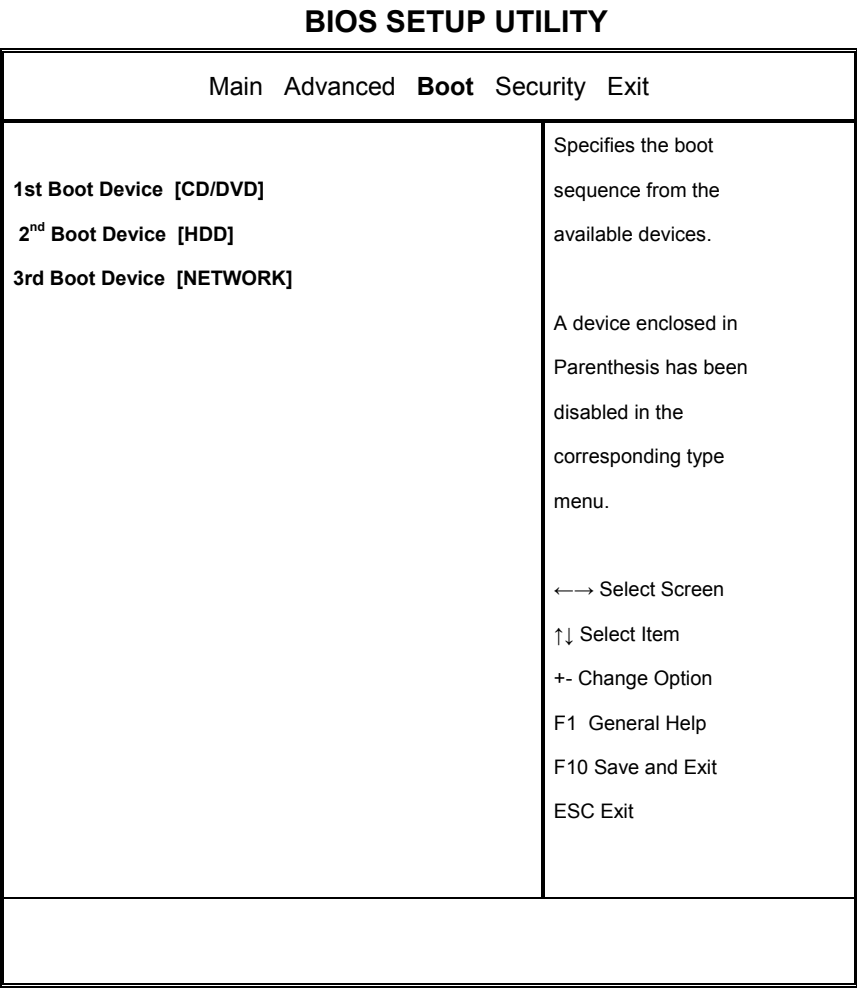 BIOS SETUP UTILITY
Main Advanced Boot Security Exit
1st Boot Device [CD/DVD]
2nd Boot Device [HDD]
3rd Boot Device [NETWORK]
Specifies the boot
sequence from the
available devices.
A device enclosed in
Parenthesis has been
disabled in the
corresponding type
menu.
←→ Select Screen
↑↓ Select Item
+- Change Option
F1 General Help
F10 Save and Exit
ESC Exit